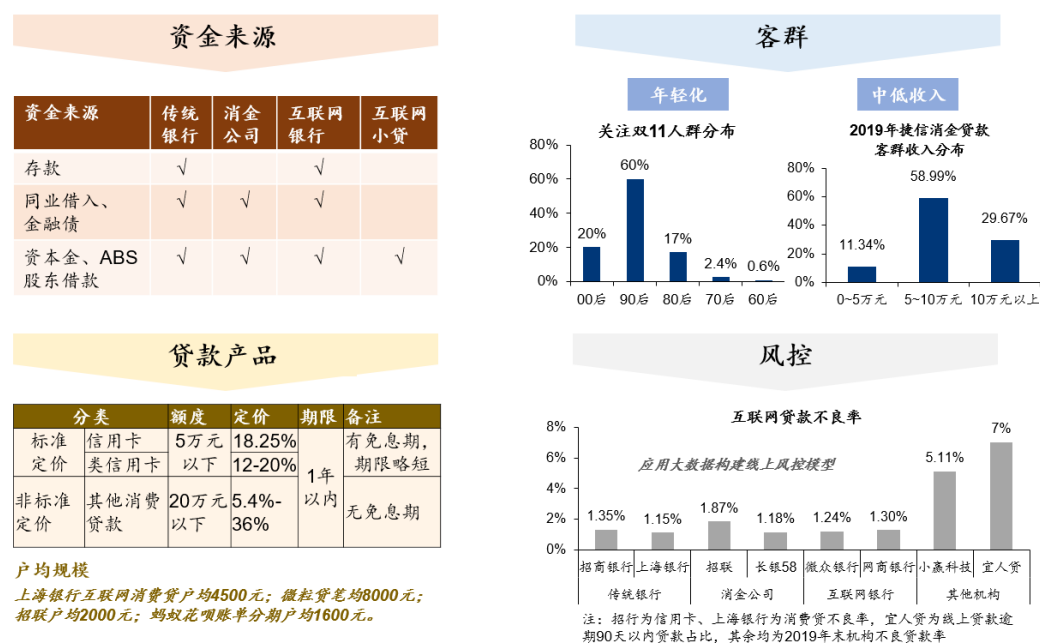 资金来源
资金来源 传统银行 消金公司 互联网银行 互联网小贷
存款 √ √
同业借入、金融债 √ √ √
资本金、ABS股东借款 √ √ √ √
客群
年轻化
关注双11人群分布
80%
60%
40%
20%
0%
20% 60% 17% 2.4% 0.6%
00后 90后 80后 70后 60后
中低收入
2019年捷信消金贷款
客群收入分布
80%
60%
40%
20%
0%
11.34% 58.99% 29.67%
0~5万元 5~10万元 10万元以上
贷款产品
分类 额度 定价 期限 备注
标准定价 信用卡 5万元以下 18.25% 1年以内 有免息期，期限略短
类信用卡 12-20%
非标准定价 其他消费贷款 20万元以下 5.4%-36% 无免息期
户均规模
上海银行互联网消费贷户均4500元；微粒贷笔均8000元；
招联户均2000元；蚂蚁花呗账单分期户均1600元。
风控
互联网贷款不良率
应用大数据构建线上风控模型
8%
6%
4%
2%
0%
1.35% 1.15% 1.87% 1.18% 1.24% 1.30% 5.11% 7%
招商银行 上海银行 招联 长银58 微众银行 网商银行 小赢科技 宜人贷
传统银行 消金公司 互联网银行 其他机构
注：招行为信用卡、上海银行为消费贷不良率，宜人贷为线上贷款逾
期90天以内贷款占比，其余均为2019年末机构不良贷款率